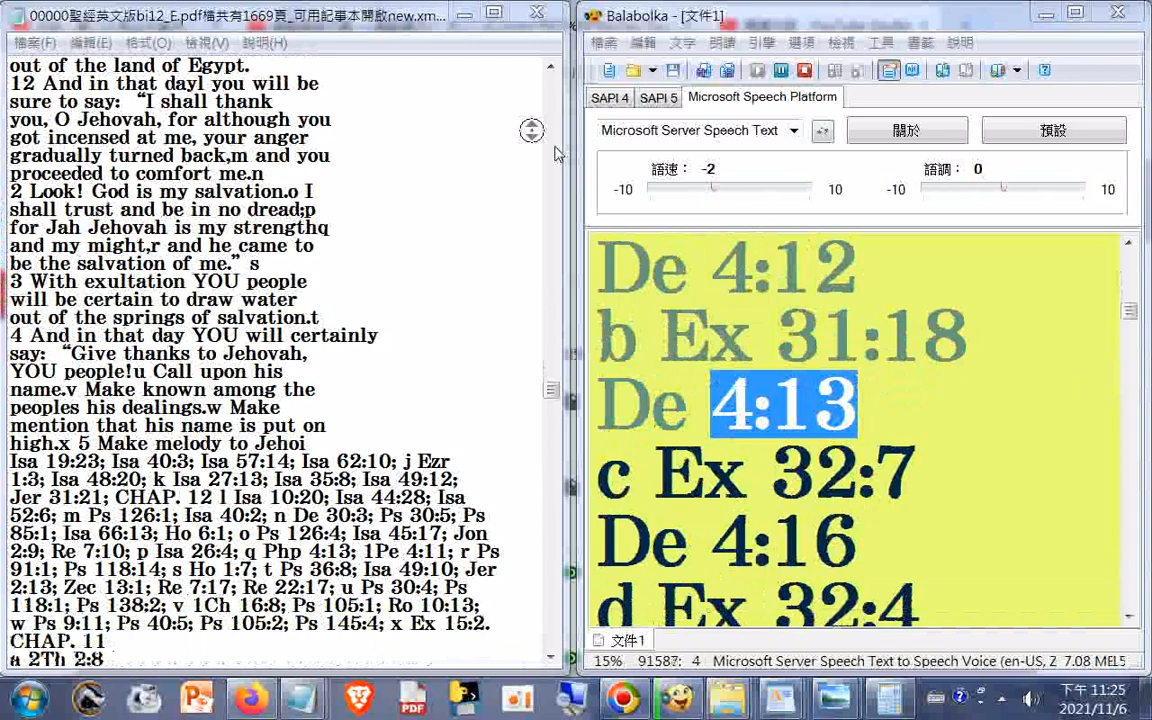 00000聖經英文版bi12_E.pdf檔共有1669頁_可用記事本開啟new.xm...
檔案(F) 編輯(E) 格式(O) 檢視(V) 說明(H)
out of the land of Egypt.
12 And in that dayl you will be
sure to say: “I shall thank
you, O Jehovah, for although you
got incensed at me, your anger
gradually turned back,m and you
proceeded to comfort me.n
2 Look! God is my salvation.o I
shall trust and be in no dread;p
for Jah Jehovah is my strengthq
and my might,r and he came to
be the salvation of me.” s
3 With exultation YOU people
will be certain to draw water
out of the springs of salvation.t
4 And in that day YOU will certainly
say: “Give thanks to Jehovah,
YOU people!u Call upon his
name.v Make known among the
peoples his dealings.w Make
mention that his name is put on
high.x 5 Make melody to Jehoi
Isa 19:23; Isa 40:3; Isa 57:14; Isa 62:10; j Ezr
1:3; Isa 48:20; k Isa 27:13; Isa 35:8; Isa 49:12;
Jer 31:21; CHAP. 12 l Isa 10:20; Isa 44:28; Isa
52:6; m Ps 126:1; Isa 40:2; n De 30:3; Ps 30:5; Ps
85:1; Isa 66:13; Ho 6:1; o Ps 126:4; Isa 45:17; Jon
2:9; Re 7:10; p Isa 26:4; q Php 4:13; 1Pe 4:11; r Ps
91:1; Ps 118:14; s Ho 1:7; t Ps 36:8; Isa 49:10; Jer
2:13; Zec 13:1; Re 7:17; Re 22:17; u Ps 30:4; Ps
118:1; Ps 138:2; v 1Ch 16:8; Ps 105:1; Ro 10:13;
w Ps 9:11; Ps 40:5; Ps 105:2; Ps 145:4; x Ex 15:2.
CHAP. 11
a 2Th 2:8
Balabolka - [文件1]
檔案 編輯 文字 朗讀 引擎 選項 檢視 工具 書籤 說明
SAPI 4 SAPI 5 Microsoft Speech Platform
Microsoft Server Speech Text 關於 預設
語速： -2 語調： 0
-10 10 -10 10
De 4:12
b Ex 31:18
De 4:13
c Ex 32:7
De 4:16
d Ex 32:4
文件1
15% 91587: 4 Microsoft Server Speech Text to Speech Voice (en-US, Z 7.08 MEL5
PDF
下午 11:25
2021/11/6